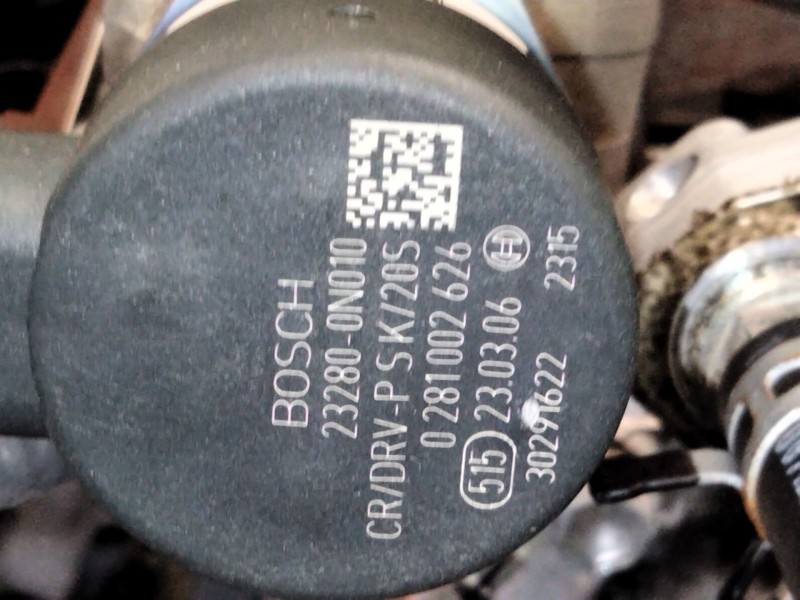 BOSCH
23280-0N010
CR/DRV-P S K/20S
0 281 002 626
515 23.03.06
30291622 2315